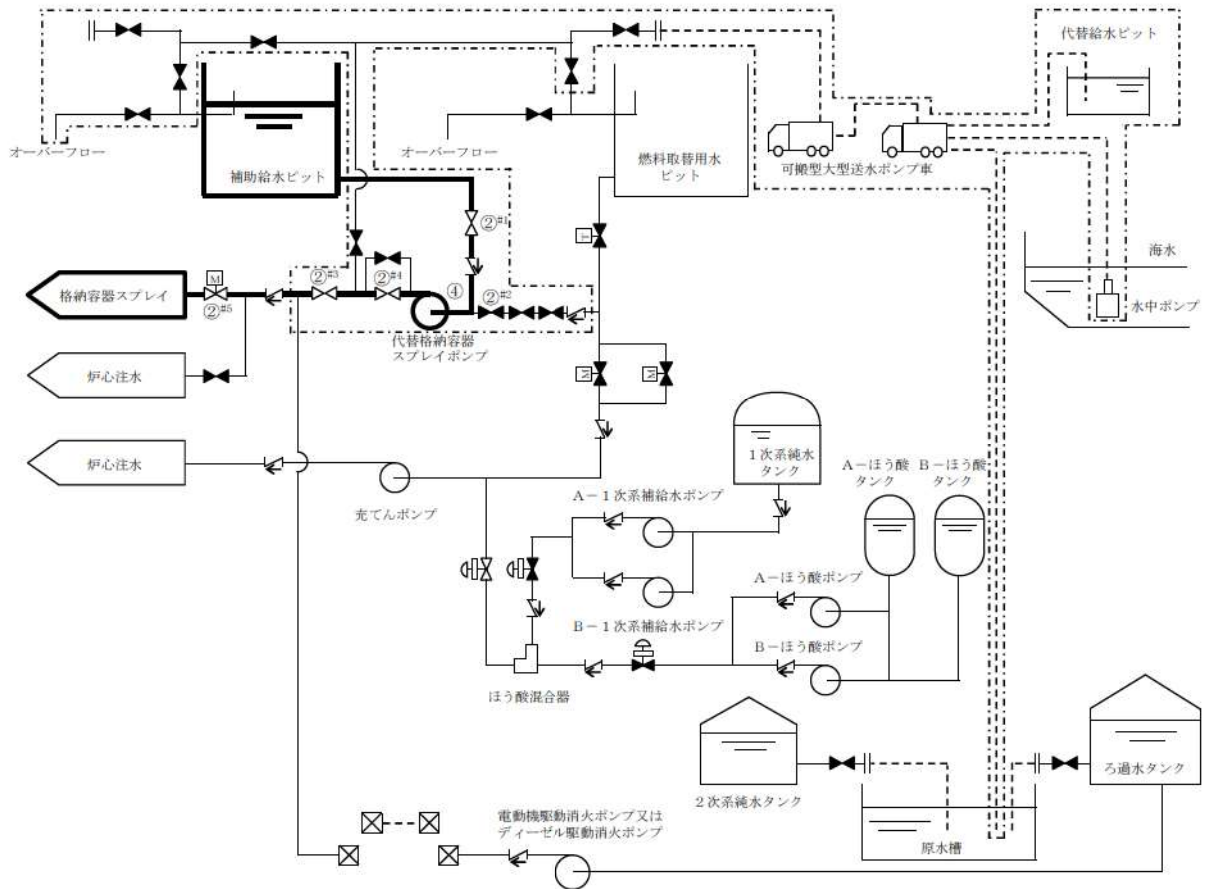 代替給水ピット
オーバーフロー
補助給水ピット
オーバーフロー
燃料取替用水
ピット
可搬型大型送水ポンプ車
海水
水中ポンプ
②#1
T
②#3
②#4
④
②#2
M
②#5
格納容器スプレイ
代替格納容器
スプレイポンプ
炉心注水
M
M
炉心注水
充てんポンプ
1次系純水
タンク
A-ほう酸
タンク
B-ほう酸
タンク
A-1次系補給水ポンプ
B-1次系補給水ポンプ
A-ほう酸ポンプ
B-ほう酸ポンプ
ほう酸混合器
2次系純水タンク
ろ過水タンク
原水槽
電動機駆動消火ポンプ又は
ディーゼル駆動消火ポンプ